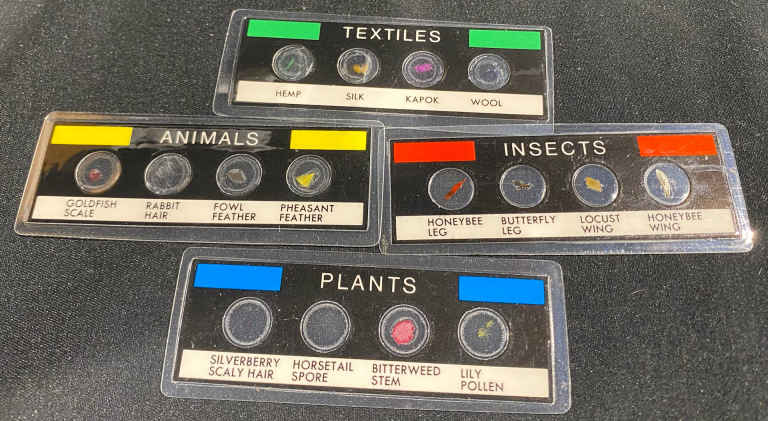 TEXTILES
HEMP SILK KAPOK WOOL
ANIMALS
GOLDFISH SCALE
RABBIT HAIR
FOWL FEATHER
PHEASANT FEATHER
INSECTS
HONEYBEE LEG
BUTTERFLY LEG
LOCUST WING
HONEYBEE WING
PLANTS
SILVERBERRY SCALY HAIR
HORSETAIL SPORE
BITTERWEED STEM
LILY POLLEN